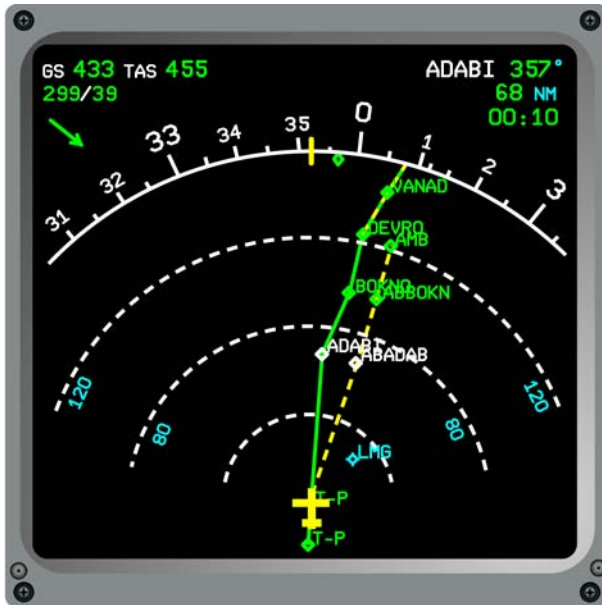 GS 433 TAS 455
299/39
ADABI 357°
68 NM
00:10
31
32
33
34
35
0
1
2
3
VANAD
DEVRO
AMB
BOKNO
ABBOKN
ADABI
ABADAB
120
120
80
80
LMG
T-P
T-P